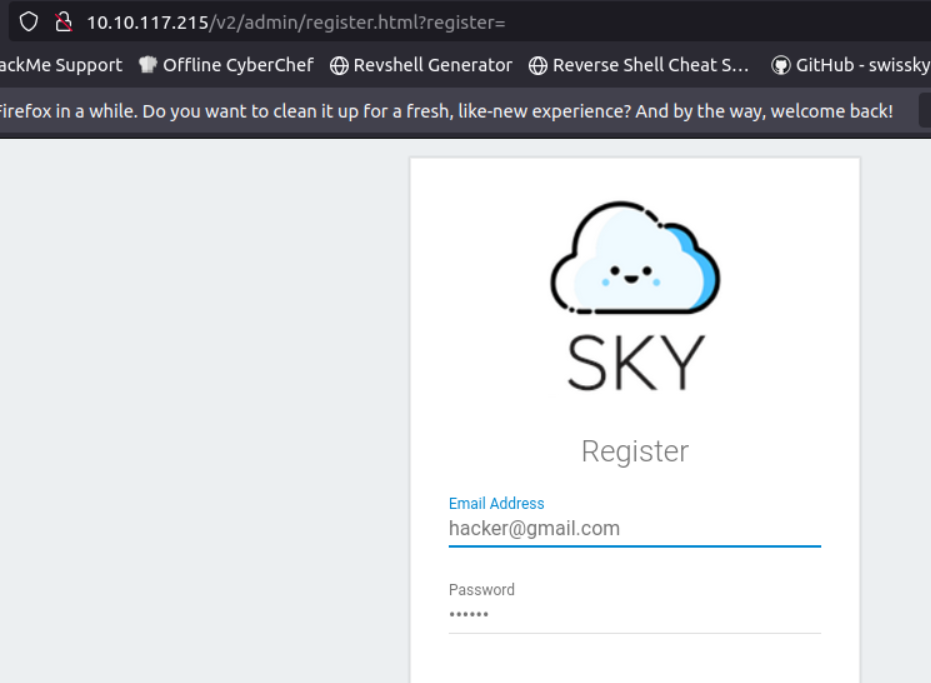 10.10.117.215/v2/admin/register.html?register=
ackMe Support Offline CyberChef Revshell Generator Reverse Shell Cheat S... GitHub - swissky
Firefox in a while. Do you want to clean it up for a fresh, like-new experience? And by the way, welcome back!
SKY
Register
Email Address
hacker@gmail.com
Password
••••••